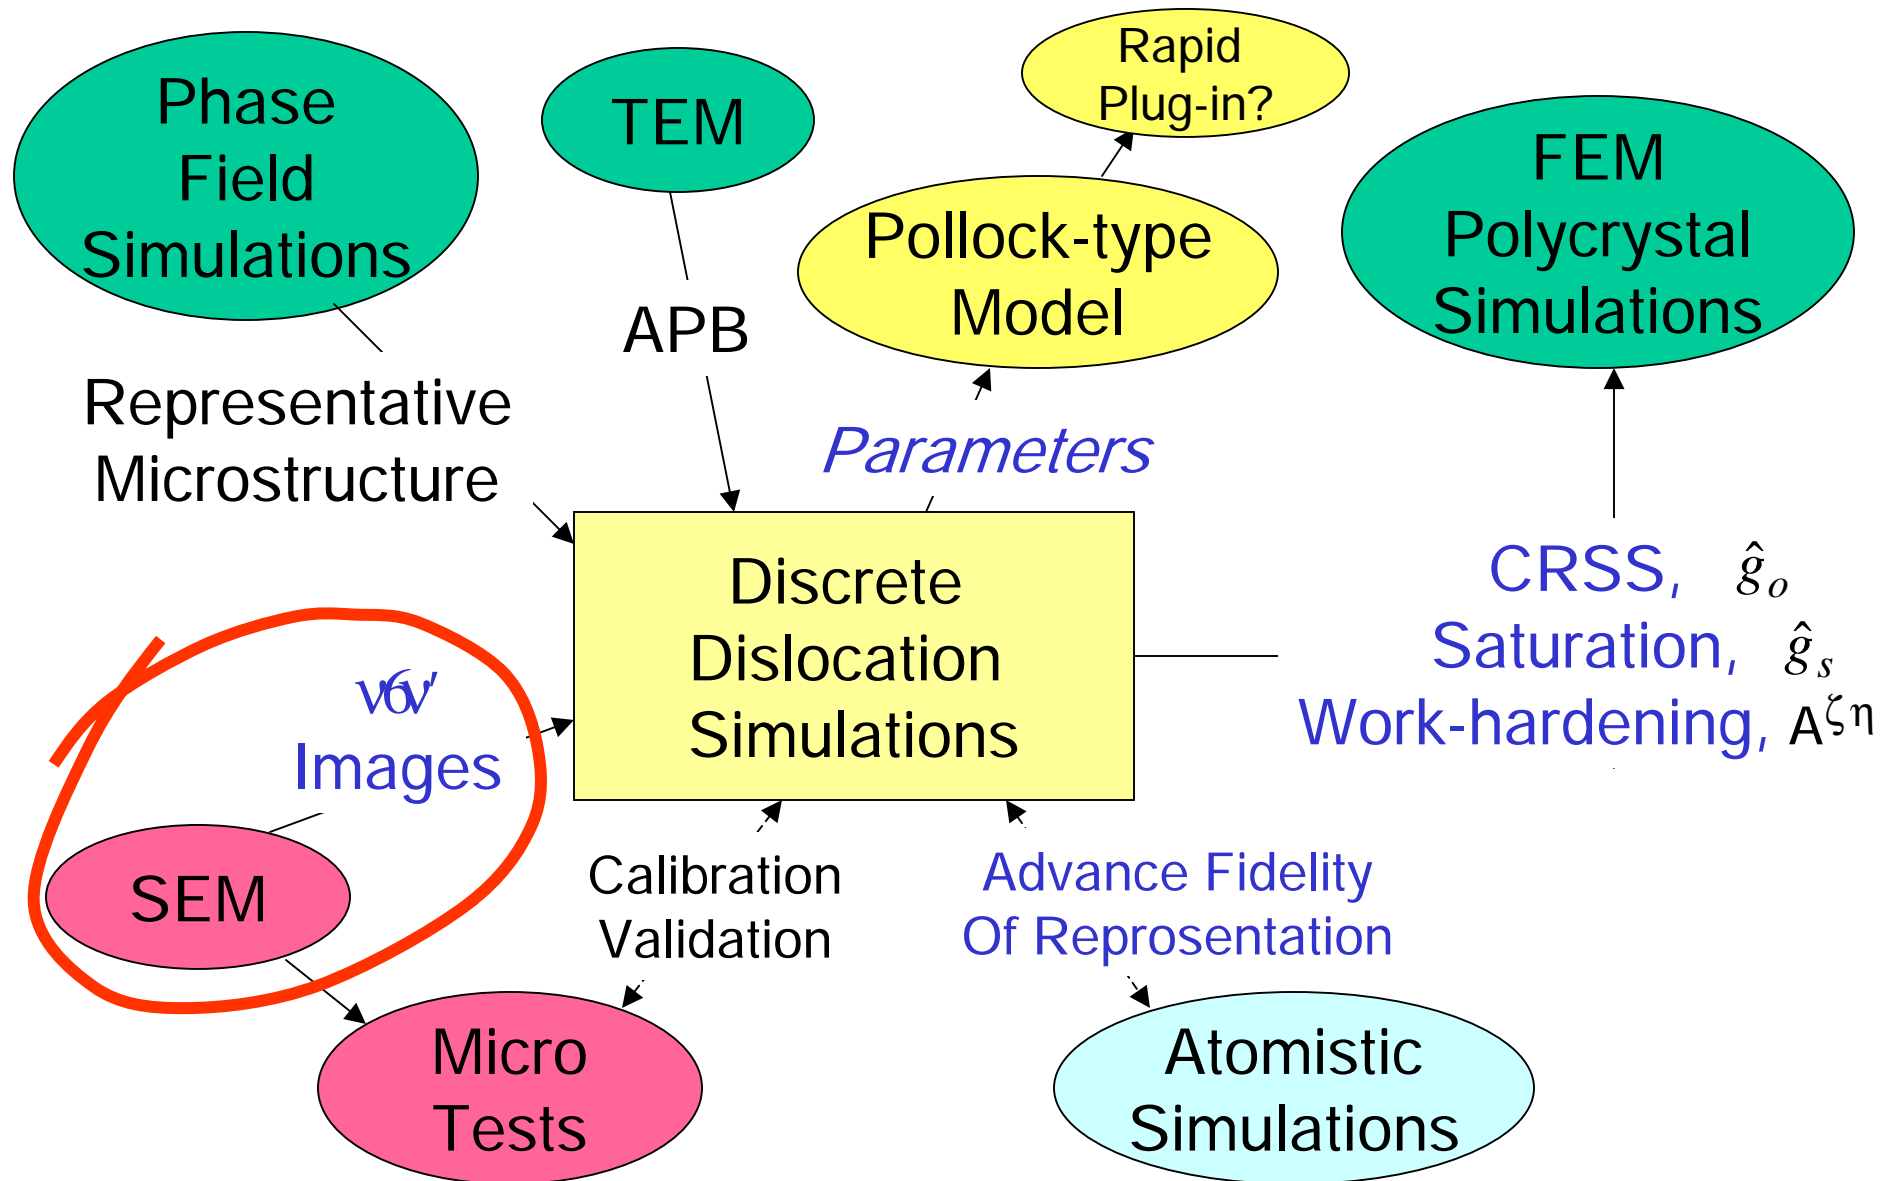 Phase
Field
Simulations
TEM
Rapid
Plug-in?
Pollock-type
Model
FEM
Polycrystal
Simulations
APB
Representative
Microstructure
Parameters
Discrete
Dislocation
Simulations
CRSS, ĝₒ
Saturation, ĝₛ
Work-hardening, A^ζη
Images
SEM
Calibration
Validation
Advance Fidelity
Of Reprosentation
Micro
Tests
Atomistic
Simulations